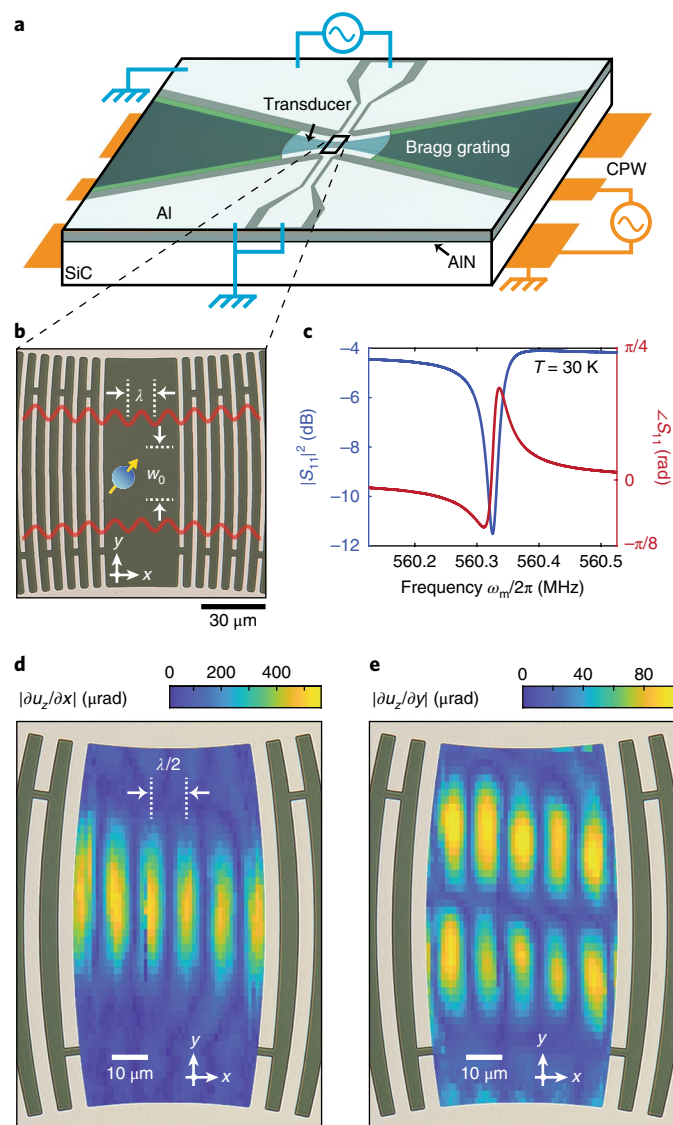 a
Transducer
Bragg grating
CPW
Al
AlN
SiC
b
λ
w0
y
x
30 μm
c
T = 30 K
|S11|² (dB)
−4
−6
−8
−10
−12
π/4
0
−π/8
∠S11 (rad)
560.2 560.3 560.4 560.5
Frequency ωm/2π (MHz)
d
0 200 400
|∂uz/∂x| (μrad)
λ/2
10 μm
y
x
e
0 40 80
|∂uz/∂y| (μrad)
10 μm
y
x